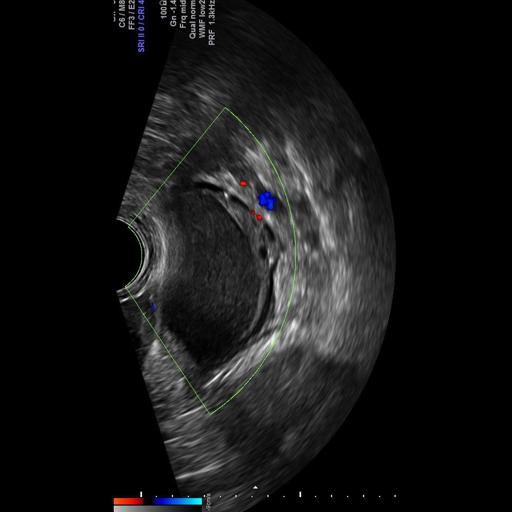 C6 / M8
FF3 / E2
SRI II 0 / CRI 4
Gn -1.4
Frq mid
Qual norm
WMF low2
PRF 1.3kHz